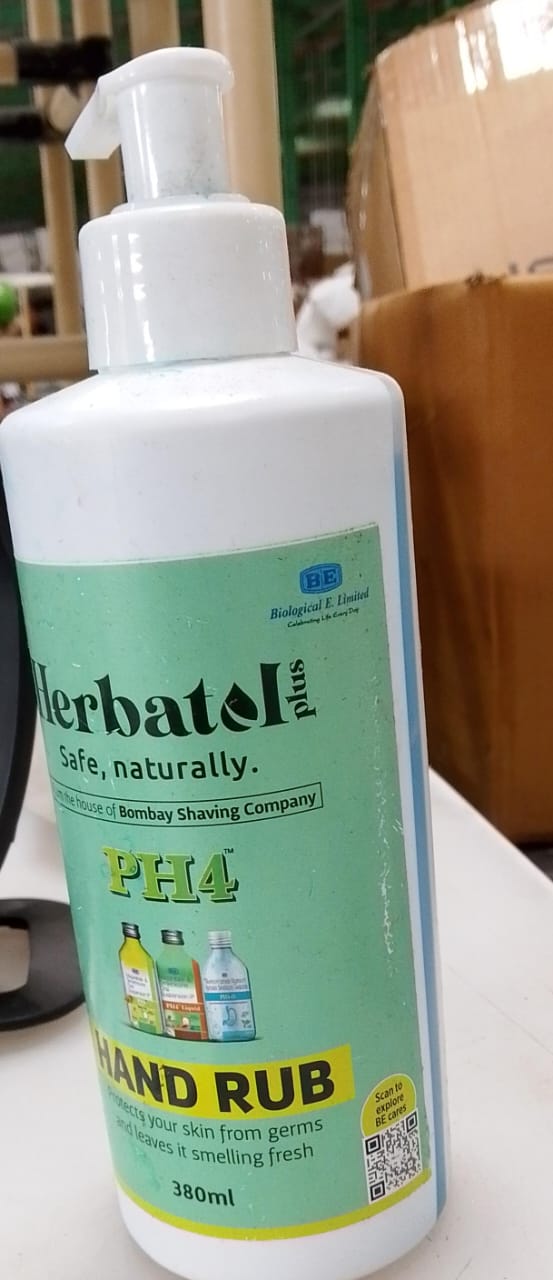 BE
Biological E. Limited
Celebrating Life Every Day
Herbatol plus
Safe, naturally.
the house of Bombay Shaving Company
PH4™
HAND RUB
Protects your skin from germs
and leaves it smelling fresh
380ml
Scan to
explore
BE cares